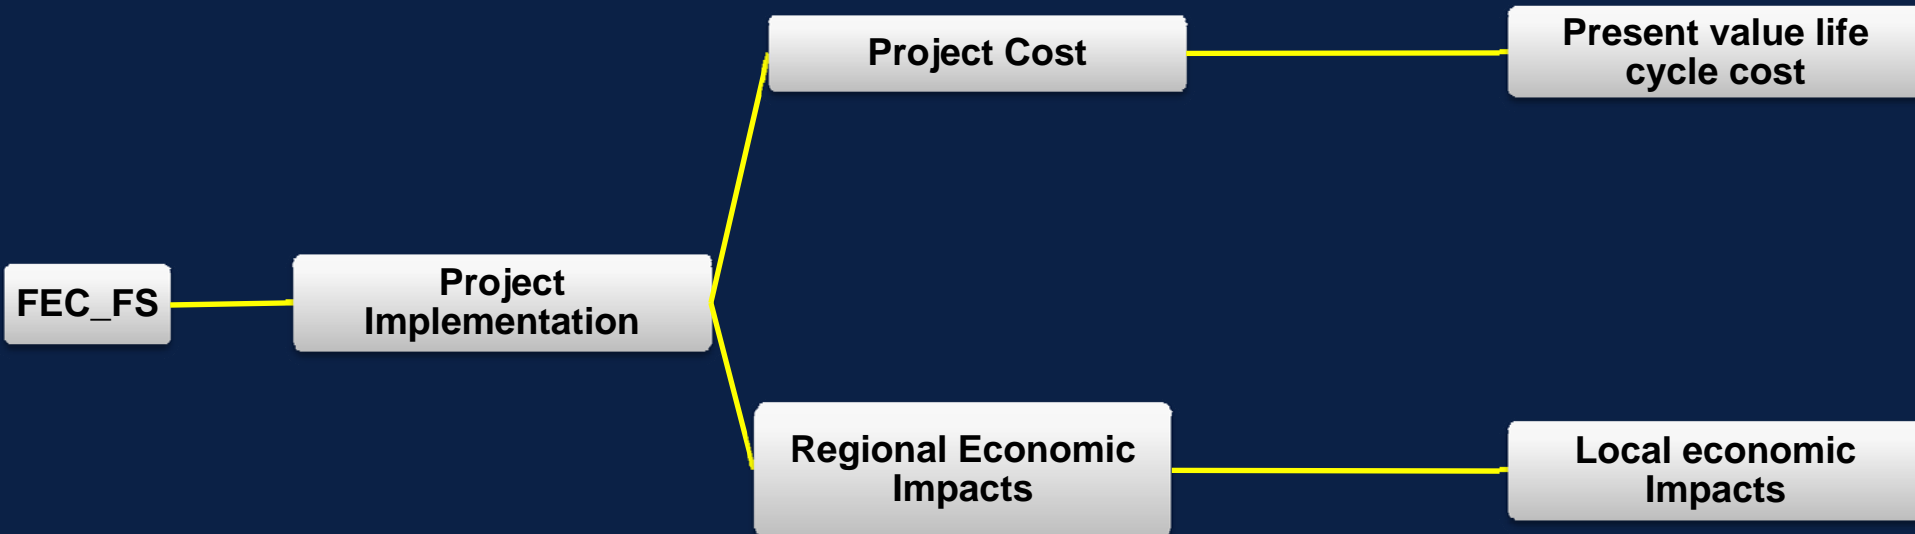 Project Cost
Present value life
cycle cost
FEC_FS
Project
Implementation
Regional Economic
Impacts
Local economic
Impacts